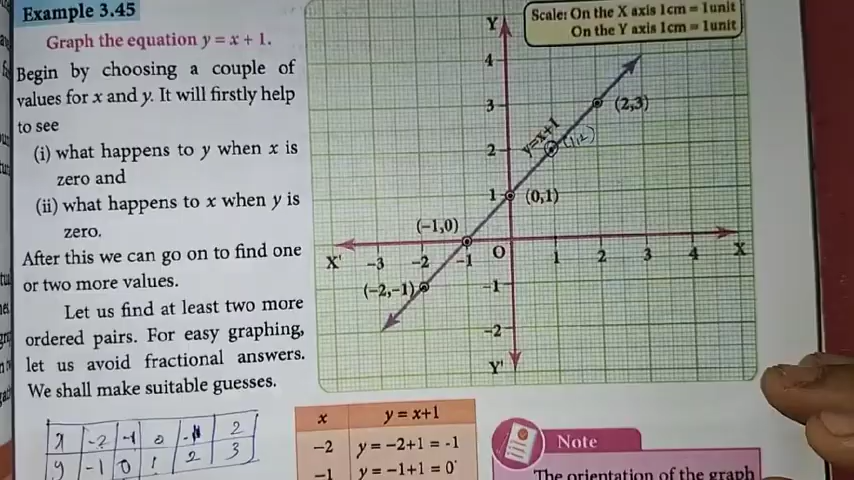 Example 3.45
Graph the equation y = x + 1.
Begin by choosing a couple of
values for x and y. It will firstly help
to see
(i) what happens to y when x is
zero and
(ii) what happens to x when y is
zero.
After this we can go on to find one
or two more values.
Let us find at least two more
ordered pairs. For easy graphing,
let us avoid fractional answers.
We shall make suitable guesses.
x -2 -1 0 1 2
y -1 0 1 2 3
Scale: On the X axis 1cm = 1unit
On the Y axis 1cm = 1unit
Y
4
3
(2,3)
y=x+1
(1,2)
2
1
(0,1)
(−1,0)
X' −3 −2 −1 O 1 2 3 4 X
(−2,−1)
−1
−2
Y'
x y = x+1
−2 y = −2+1 = -1
−1 y = −1+1 = 0
Note
The orientation of the graph